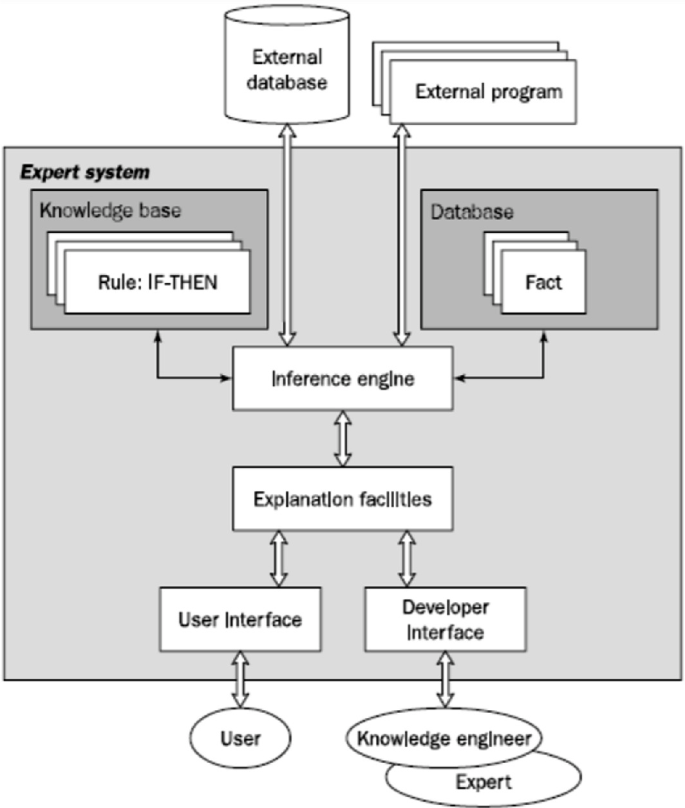 External
database
External program
Expert system
Knowledge base
Rule: IF-THEN
Database
Fact
Inference engine
Explanation facilities
User Interface
Developer
Interface
User
Knowledge engineer
Expert